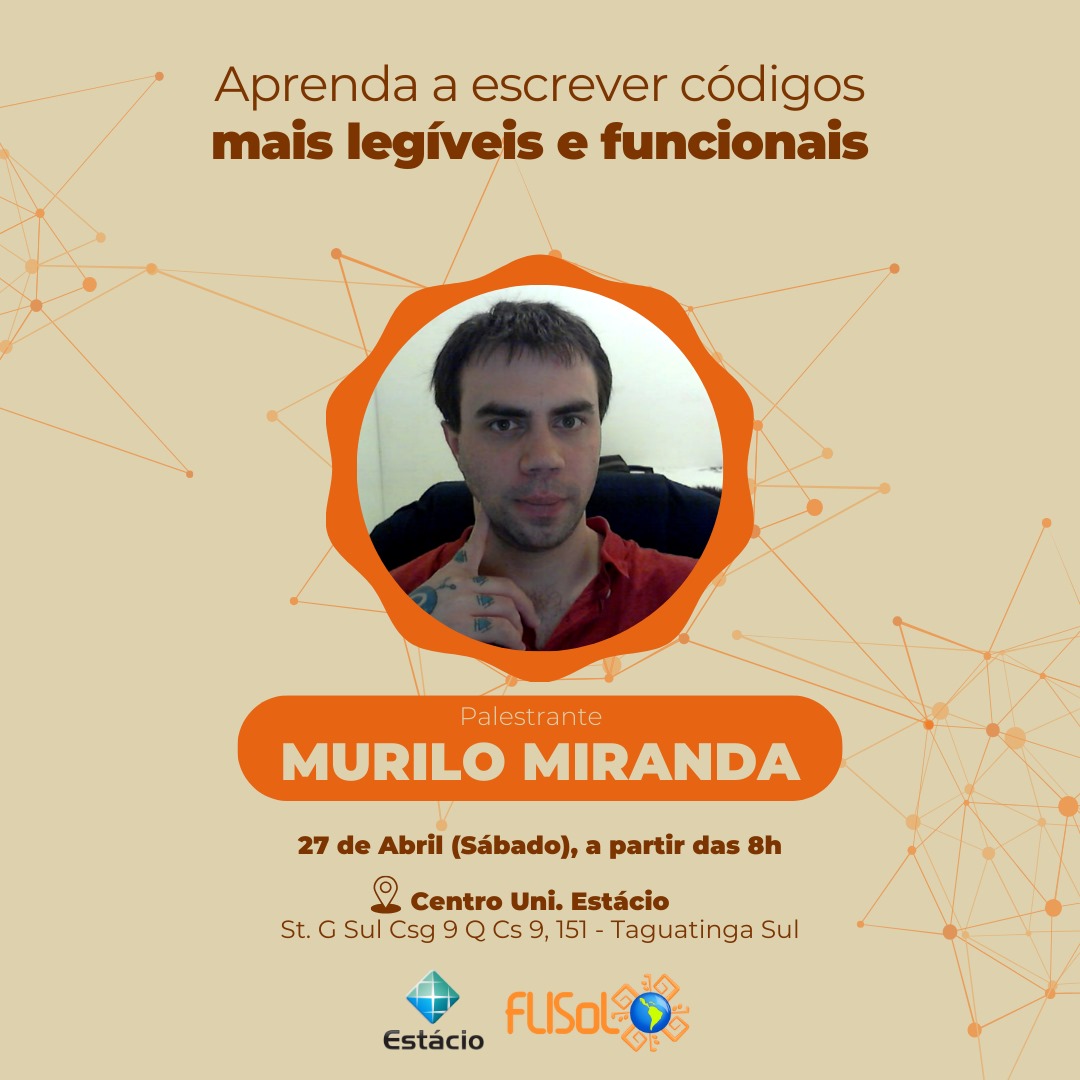 Aprenda a escrever códigos
mais legíveis e funcionais
Palestrante
MURILO MIRANDA
27 de Abril (Sábado), a partir das 8h
Centro Uni. Estácio
St. G Sul Csg 9 Q Cs 9, 151 - Taguatinga Sul
Estácio
FLISol